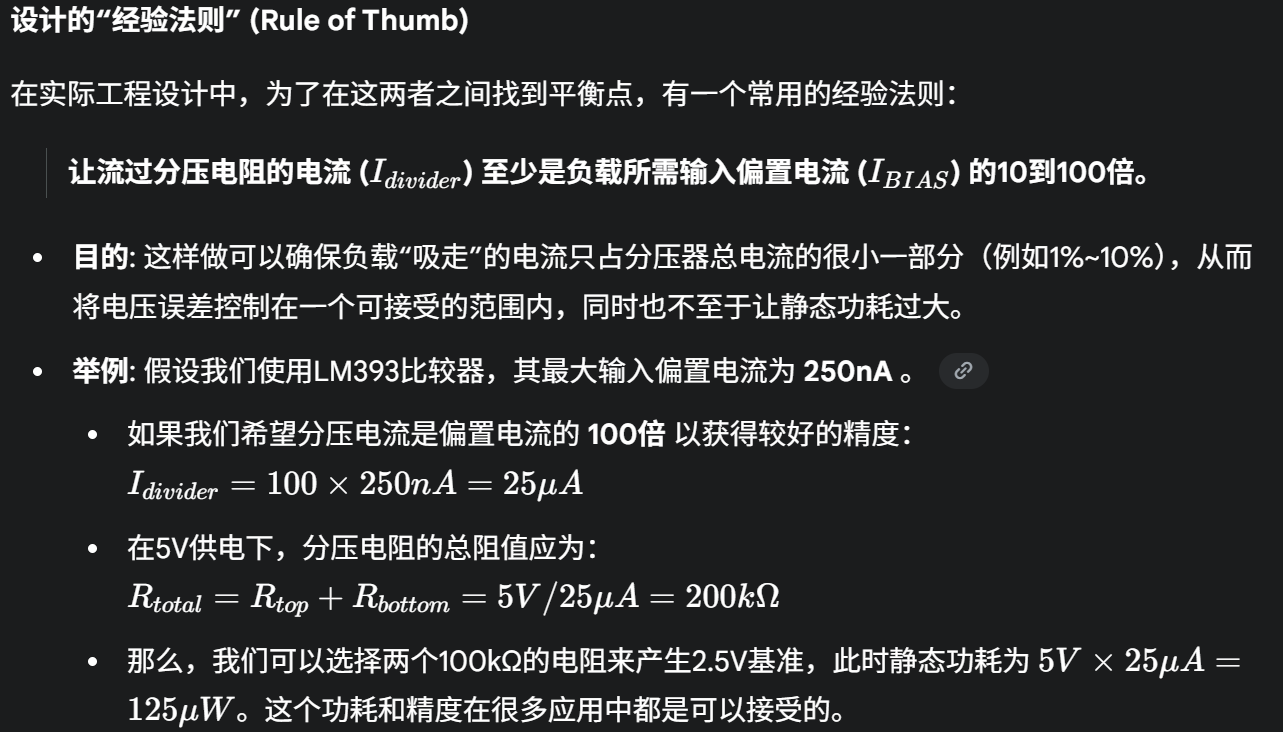 设计的“经验法则” (Rule of Thumb)
在实际工程设计中，为了在这两者之间找到平衡点，有一个常用的经验法则：
让流过分压电阻的电流 (I_{divider}) 至少是负载所需输入偏置电流 (I_{BIAS}) 的10到100倍。
• 目的: 这样做可以确保负载“吸走”的电流只占分压器总电流的很小一部分（例如1%~10%），从而
将电压误差控制在一个可接受的范围内，同时也不至于让静态功耗过大。
• 举例: 假设我们使用LM393比较器，其最大输入偏置电流为 250nA 。
• 如果我们希望分压电流是偏置电流的 100倍 以获得较好的精度：
I_{divider} = 100 × 250nA = 25μA
• 在5V供电下，分压电阻的总阻值应为：
R_{total} = R_{top} + R_{bottom} = 5V/25μA = 200kΩ
• 那么，我们可以选择两个100kΩ的电阻来产生2.5V基准，此时静态功耗为 5V × 25μA =
125μW。这个功耗和精度在很多应用中都是可以接受的。